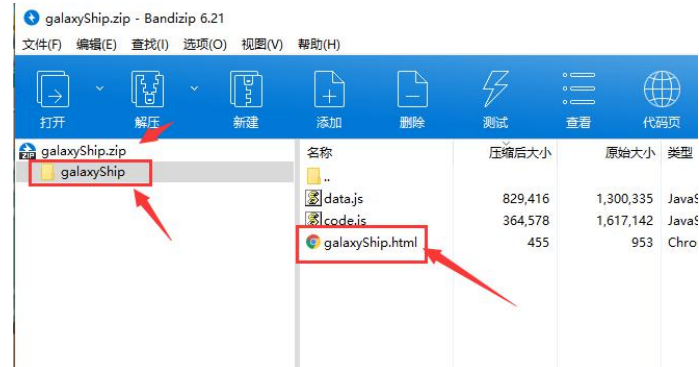 galaxyShip.zip - Bandizip 6.21
文件(F) 编辑(E) 查找(I) 选项(O) 视图(V) 帮助(H)
打开 解压 新建 添加 删除 测试 查看 代码页
galaxyShip.zip
galaxyShip
名称 压缩后大小 原始大小 类型
..
data.js 829,416 1,300,335 JavaS
code.js 364,578 1,617,142 JavaS
galaxyShip.html 455 953 Chro